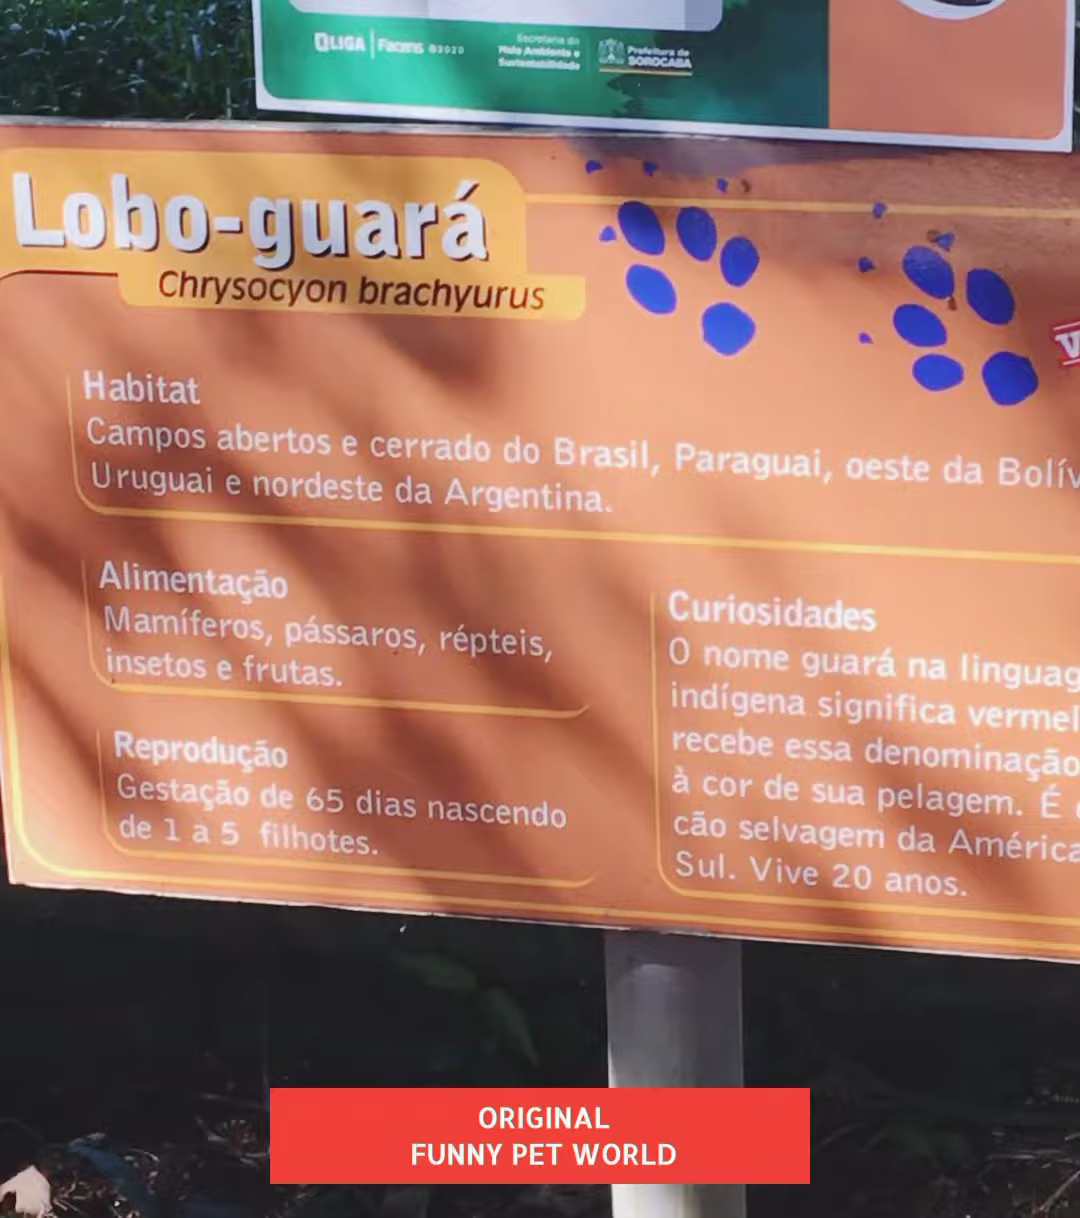 LIGA Facens ©2020
Secretaria do
Meio Ambiente e
Sustentabilidade
Prefeitura de
SOROCABA
Lobo-guará
Chrysocyon brachyurus
Habitat
Campos abertos e cerrado do Brasil, Paraguai, oeste da Bolív
Uruguai e nordeste da Argentina.
Alimentação
Mamíferos, pássaros, répteis,
insetos e frutas.
Reprodução
Gestação de 65 dias nascendo
de 1 a 5 filhotes.
Curiosidades
O nome guará na linguag
indígena significa vermel
recebe essa denominação
à cor de sua pelagem. É
cão selvagem da América
Sul. Vive 20 anos.
ORIGINAL
FUNNY PET WORLD